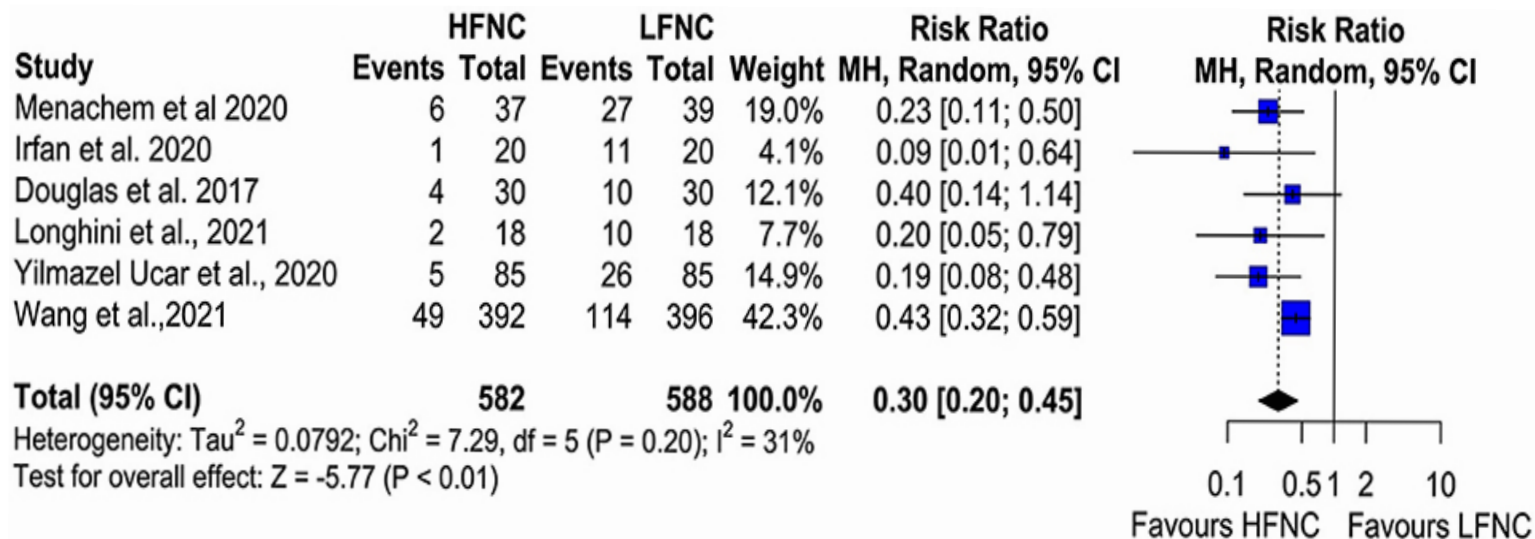 HFNC LFNC Risk Ratio Risk Ratio
Study Events Total Events Total Weight MH, Random, 95% CI MH, Random, 95% CI
Menachem et al 2020 6 37 27 39 19.0% 0.23 [0.11; 0.50]
Irfan et al. 2020 1 20 11 20 4.1% 0.09 [0.01; 0.64]
Douglas et al. 2017 4 30 10 30 12.1% 0.40 [0.14; 1.14]
Longhini et al., 2021 2 18 10 18 7.7% 0.20 [0.05; 0.79]
Yilmazel Ucar et al., 2020 5 85 26 85 14.9% 0.19 [0.08; 0.48]
Wang et al.,2021 49 392 114 396 42.3% 0.43 [0.32; 0.59]
Total (95% CI) 582 588 100.0% 0.30 [0.20; 0.45]
Heterogeneity: Tau² = 0.0792; Chi² = 7.29, df = 5 (P = 0.20); I² = 31%
Test for overall effect: Z = -5.77 (P < 0.01)
0.1 0.5 1 2 10
Favours HFNC Favours LFNC